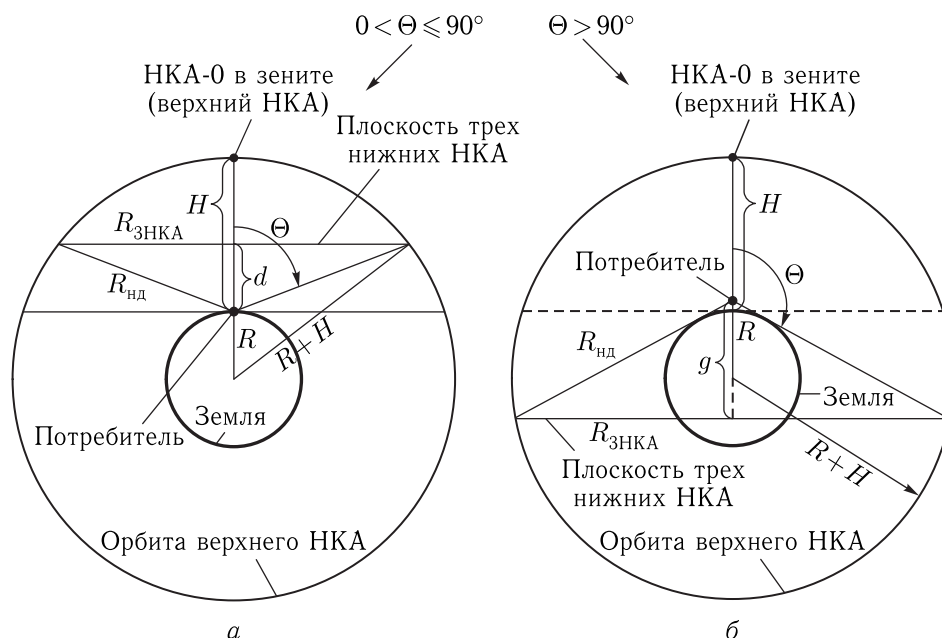 0 < Θ ⩽ 90°
Θ > 90°
НКА-0 в зените
(верхний НКА)
Плоскость трех
нижних НКА
H
Θ
R3НКА
d
Rнд
R
R + H
Земля
Потребитель
Орбита верхнего НКА
а
НКА-0 в зените
(верхний НКА)
H
Потребитель
Θ
R
Rнд
g
Земля
R3НКА
R + H
Плоскость трех
нижних НКА
Орбита верхнего НКА
б